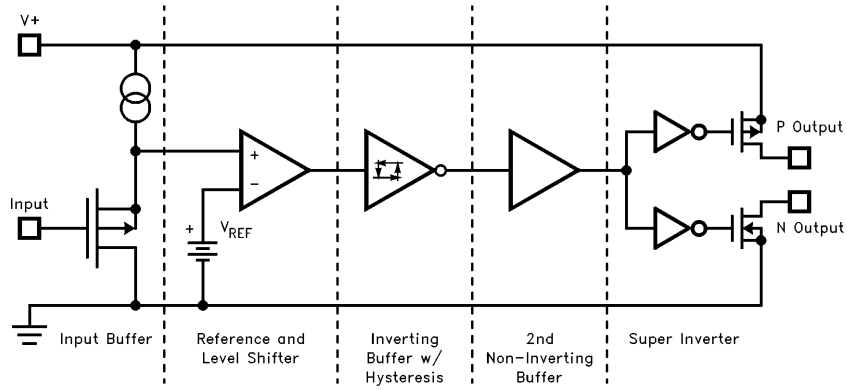 V+
Input
+
−
+
VREF
P Output
N Output
Input Buffer
Reference and
Level Shifter
Inverting
Buffer w/
Hysteresis
2nd
Non-Inverting
Buffer
Super Inverter